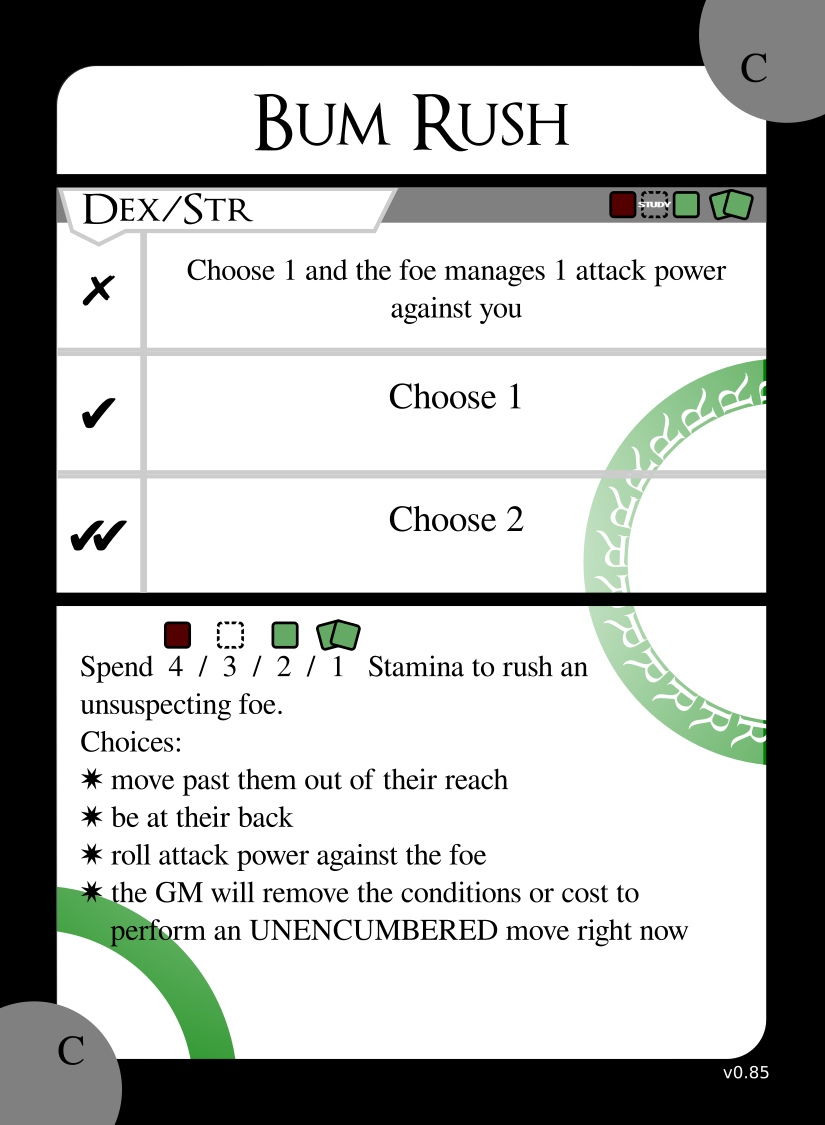 C
BUM RUSH
DEX/STR
STUDY
✗
Choose 1 and the foe manages 1 attack power
against you
✔
Choose 1
✔✔
Choose 2
Spend 4 / 3 / 2 / 1 Stamina to rush an
unsuspecting foe.
Choices:
✷ move past them out of their reach
✷ be at their back
✷ roll attack power against the foe
✷ the GM will remove the conditions or cost to
perform an UNENCUMBERED move right now
C
v0.85